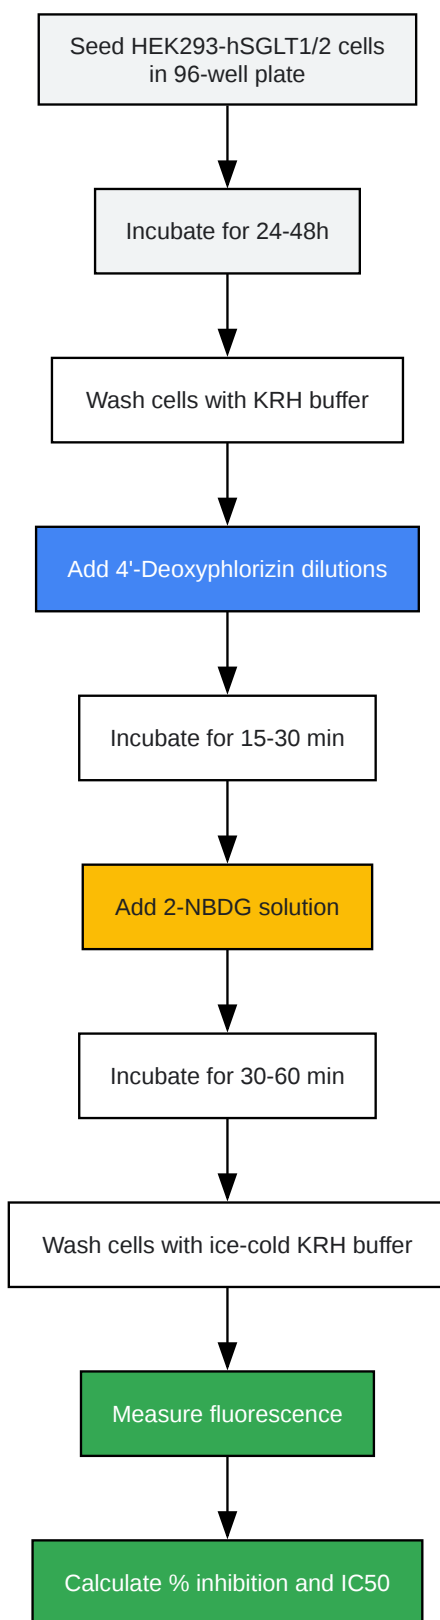 Seed HEK293-hSGLT1/2 cells
in 96-well plate
Incubate for 24-48h
Wash cells with KRH buffer
Add 4'-Deoxyphlorizin dilutions
Incubate for 15-30 min
Add 2-NBDG solution
Incubate for 30-60 min
Wash cells with ice-cold KRH buffer
Measure fluorescence
Calculate % inhibition and IC50